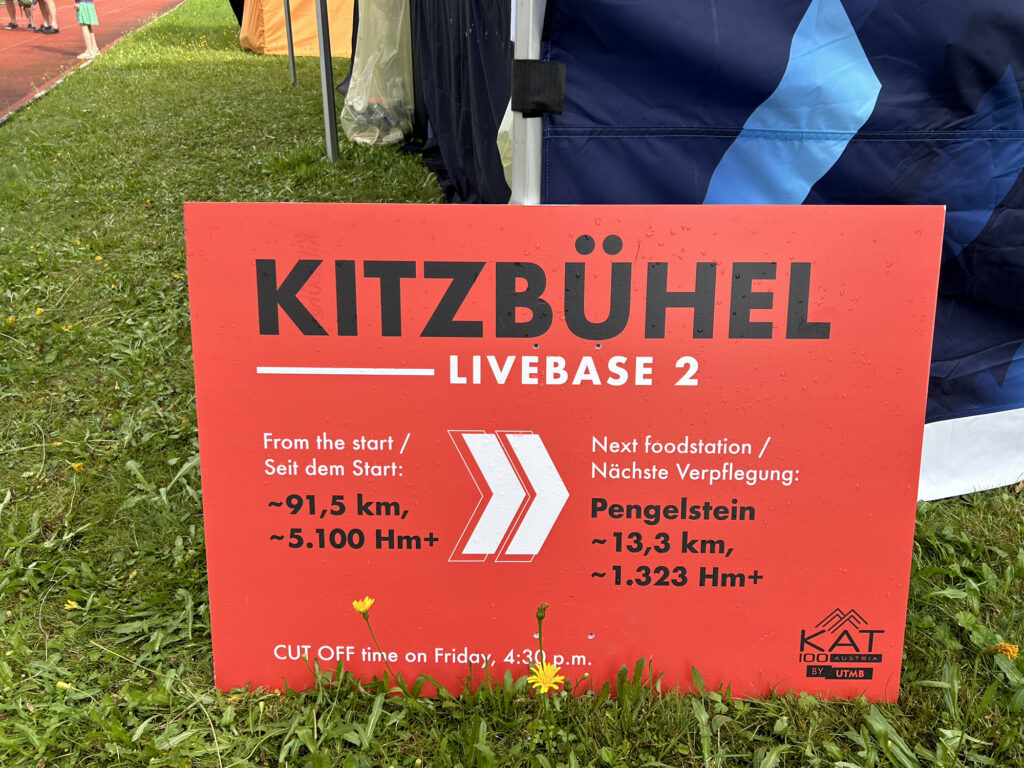 KITZBÜHEL
LIVEBASE 2
From the start /
Seit dem Start:
~91,5 km,
~5.100 Hm+
Next foodstation /
Nächste Verpflegung:
Pengelstein
~13,3 km,
~1.323 Hm+
CUT OFF time on Friday, 4:30 p.m.
KAT
100 AUSTRIA
BY UTMB